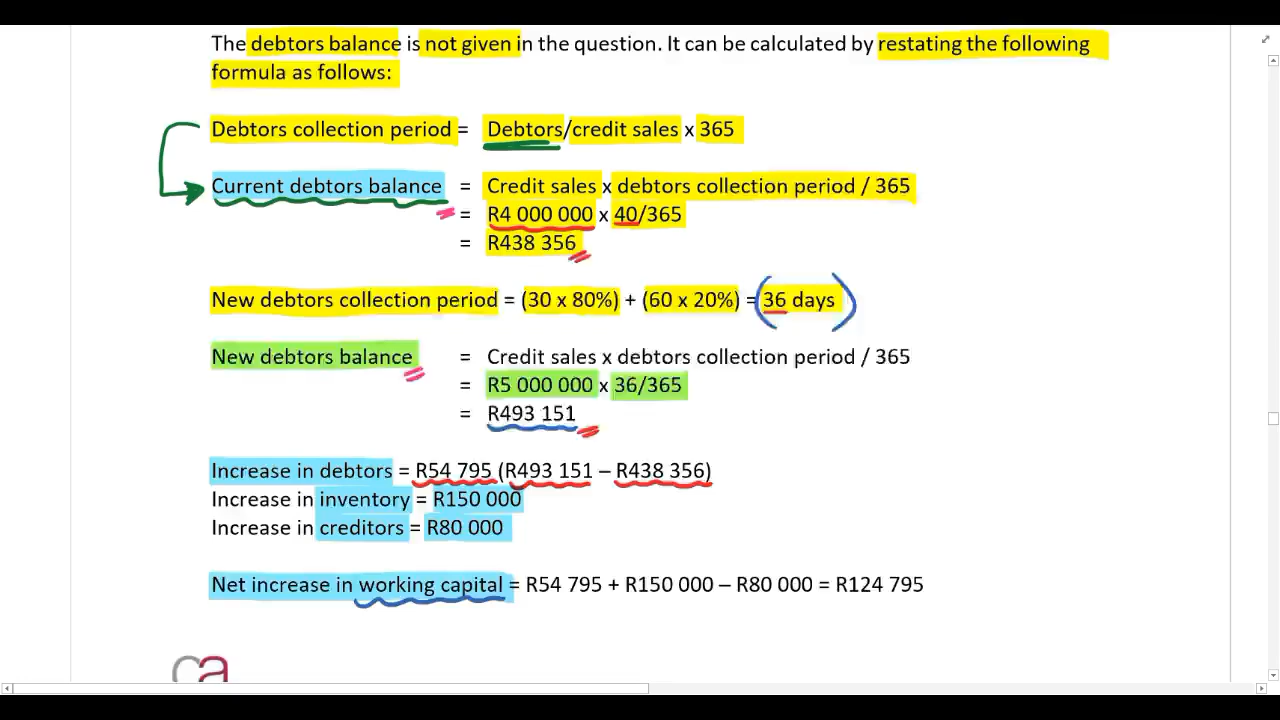 The debtors balance is not given in the question. It can be calculated by restating the following
formula as follows:
Debtors collection period = Debtors/credit sales x 365
Current debtors balance = Credit sales x debtors collection period / 365
= R4 000 000 x 40/365
= R438 356
New debtors collection period = (30 x 80%) + (60 x 20%) = 36 days
New debtors balance = Credit sales x debtors collection period / 365
= R5 000 000 x 36/365
= R493 151
Increase in debtors = R54 795 (R493 151 – R438 356)
Increase in inventory = R150 000
Increase in creditors = R80 000
Net increase in working capital = R54 795 + R150 000 – R80 000 = R124 795
ca